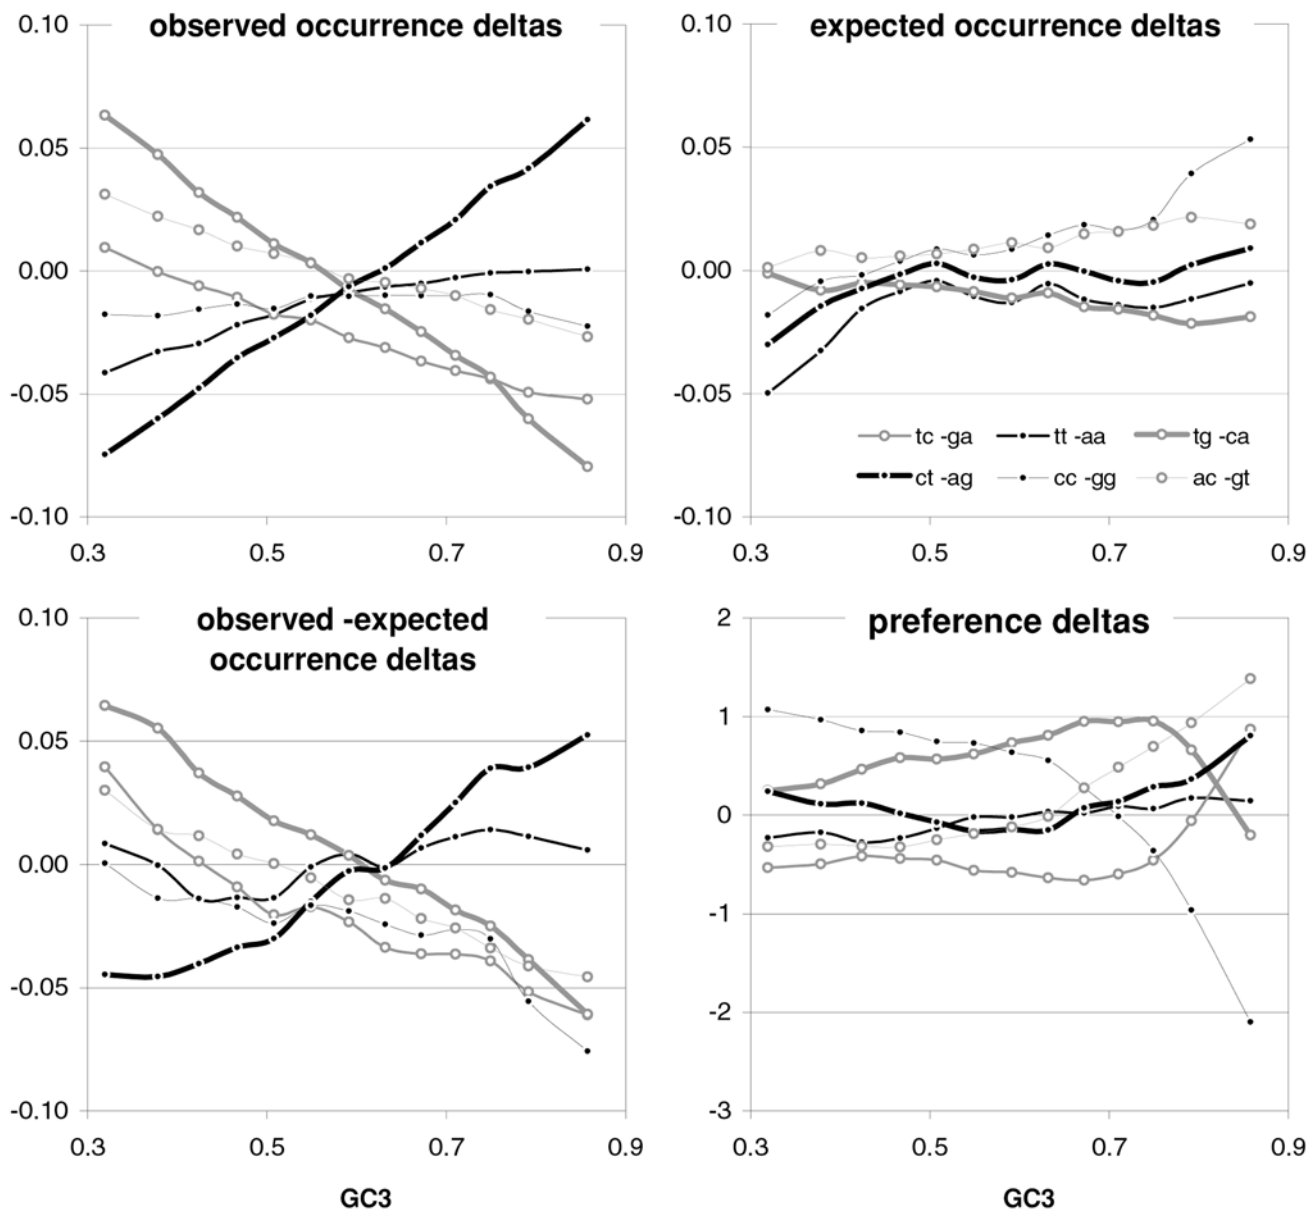 observed occurrence deltas
0.10
0.05
0.00
-0.05
-0.10
0.3 0.5 0.7 0.9
expected occurrence deltas
0.10
0.05
0.00
-0.05
-0.10
tc -ga tt -aa tg -ca
ct -ag cc -gg ac -gt
0.3 0.5 0.7 0.9
observed -expected
occurrence deltas
0.10
0.05
0.00
-0.05
-0.10
0.3 0.5 0.7 0.9
GC3
preference deltas
2
1
0
-1
-2
-3
0.3 0.5 0.7 0.9
GC3